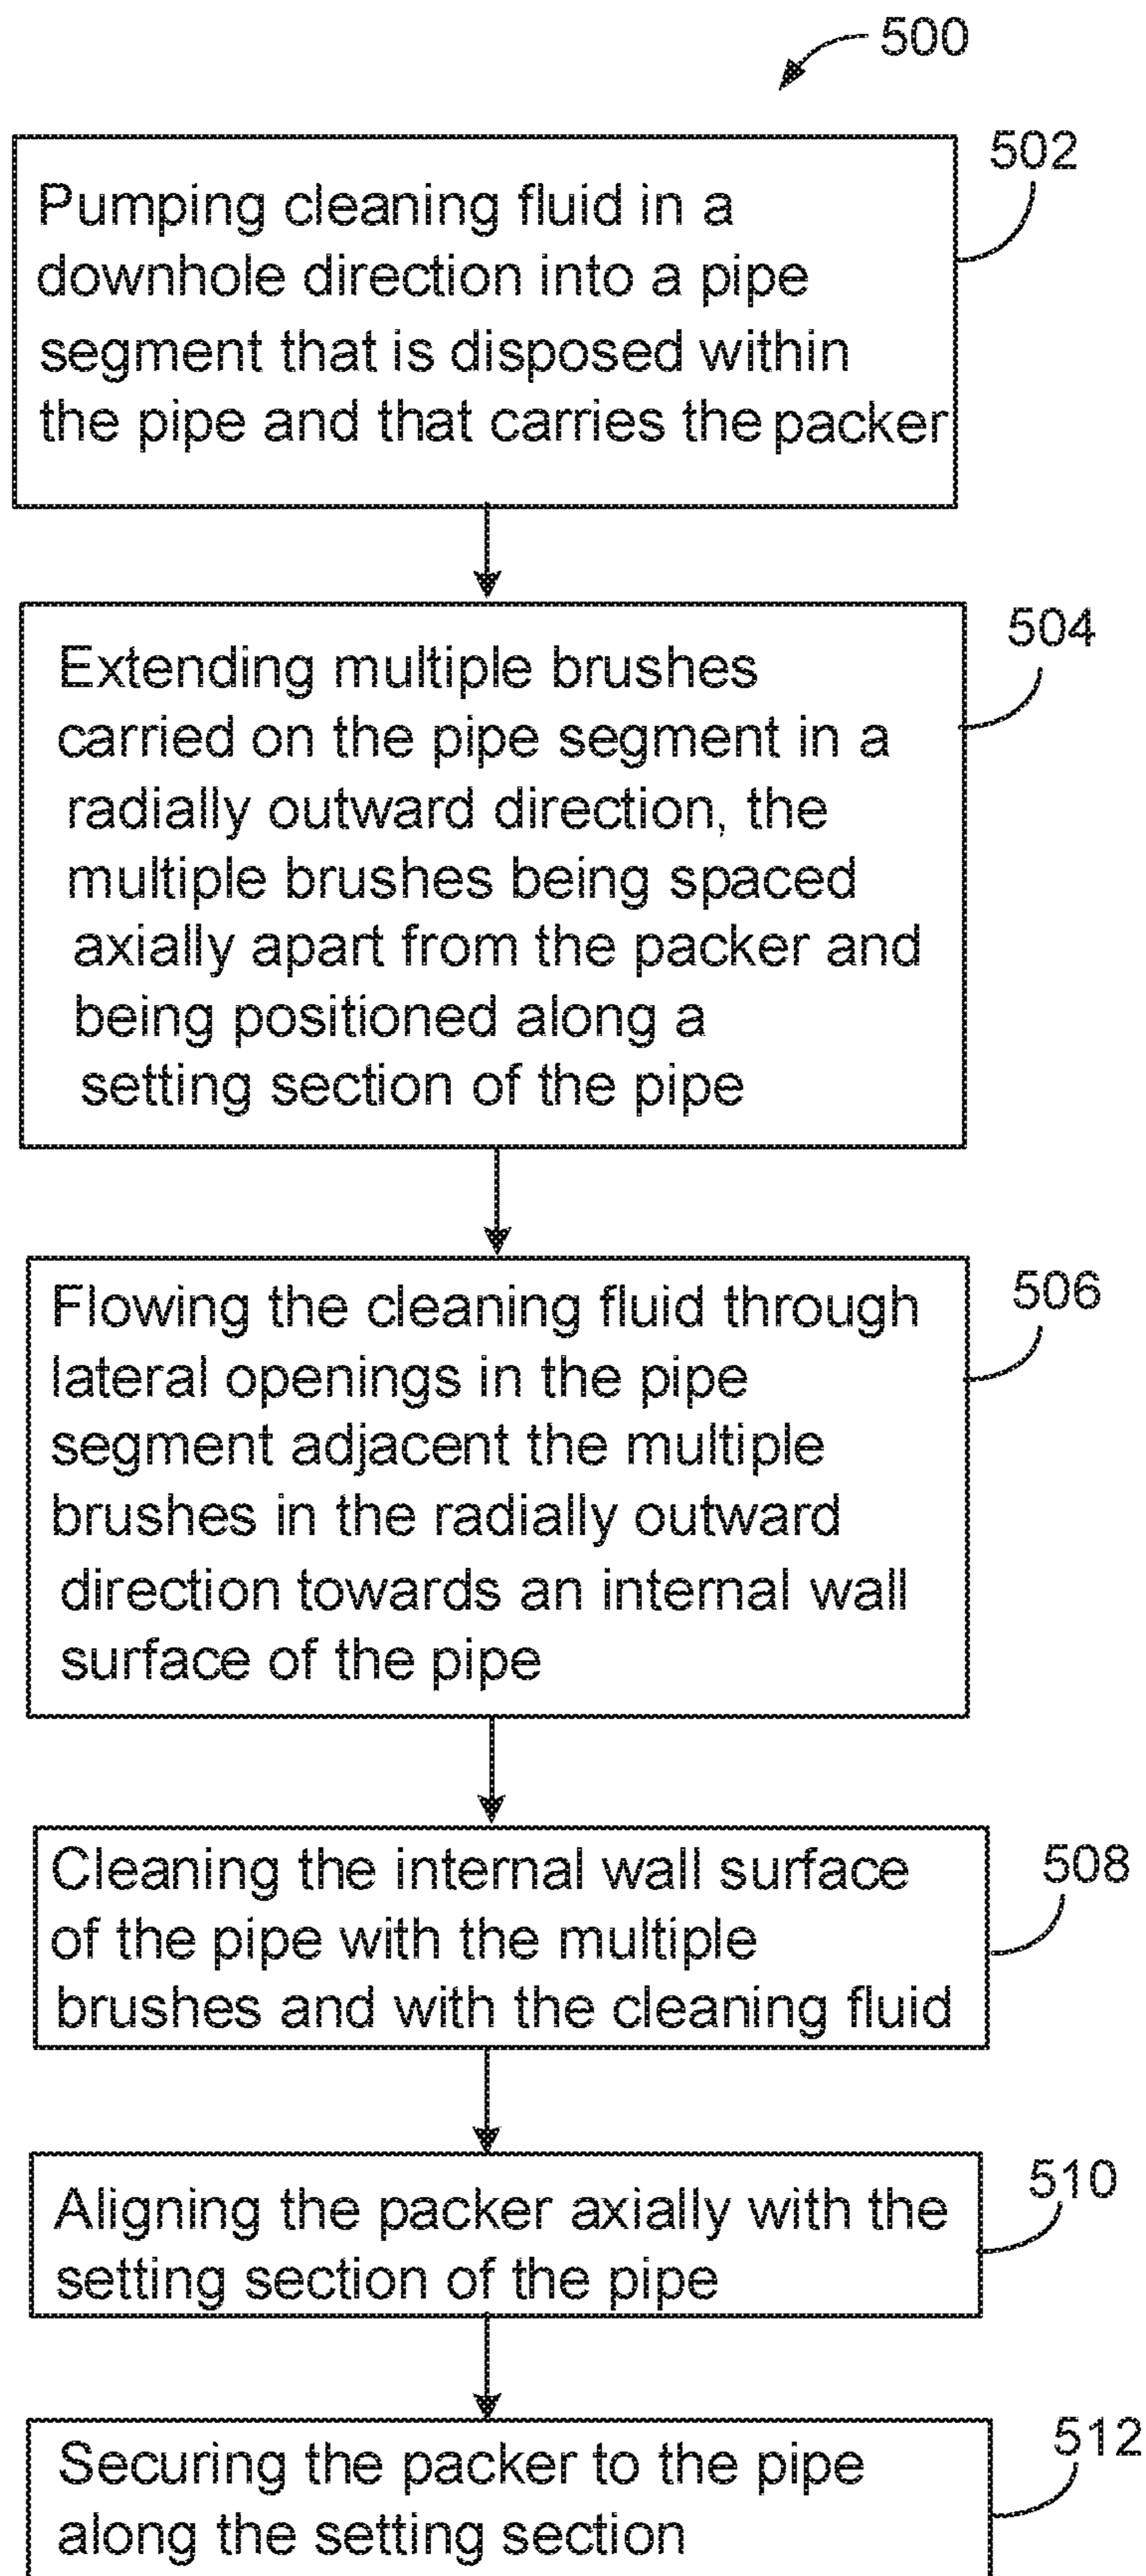 500
502
Pumping cleaning fluid in a
downhole direction into a pipe
segment that is disposed within
the pipe and that carries the packer
504
Extending multiple brushes
carried on the pipe segment in a
radially outward direction, the
multiple brushes being spaced
axially apart from the packer and
being positioned along a
setting section of the pipe
506
Flowing the cleaning fluid through
lateral openings in the pipe
segment adjacent the multiple
brushes in the radially outward
direction towards an internal wall
surface of the pipe
508
Cleaning the internal wall surface
of the pipe with the multiple
brushes and with the cleaning fluid
510
Aligning the packer axially with the
setting section of the pipe
512
Securing the packer to the pipe
along the setting section